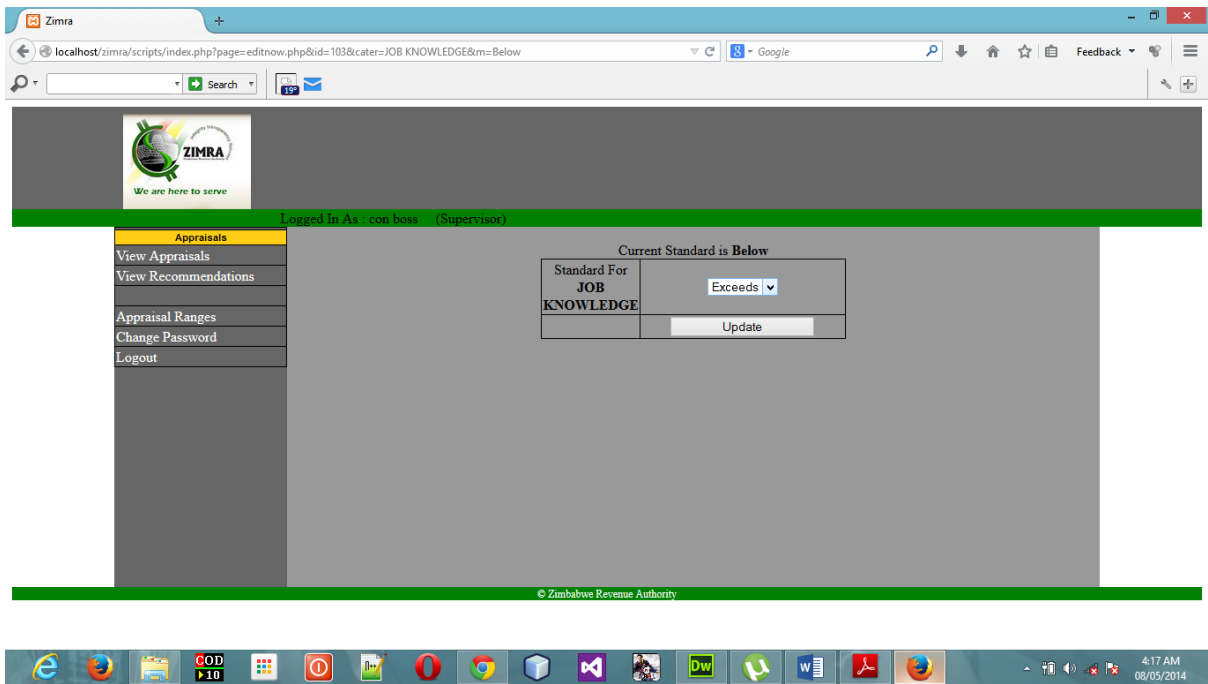 Zimra
localhost/zimra/scripts/index.php?page=editnow.php&id=103&cater=JOB KNOWLEDGE&m=Below
Google
Feedback
Search
19°
ZIMRA
We are here to serve
Logged In As : con boss (Supervisor)
Appraisals
View Appraisals
View Recommendations
Appraisal Ranges
Change Password
Logout
Current Standard is Below
Standard For
JOB
KNOWLEDGE
Exceeds
Update
© Zimbabwe Revenue Authority
COD
10
Dw
4:17 AM
08/05/2014